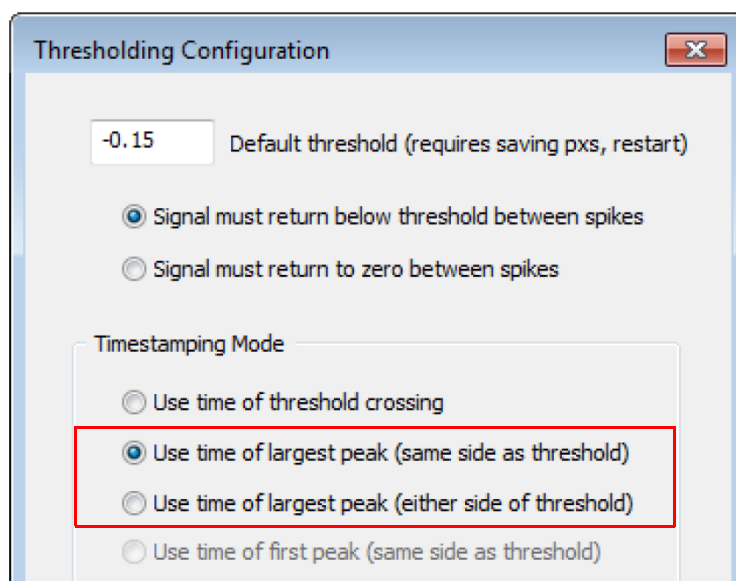 Thresholding Configuration
-0.15 Default threshold (requires saving pxs, restart)
Signal must return below threshold between spikes
Signal must return to zero between spikes
Timestamping Mode
Use time of threshold crossing
Use time of largest peak (same side as threshold)
Use time of largest peak (either side of threshold)
Use time of first peak (same side as threshold)